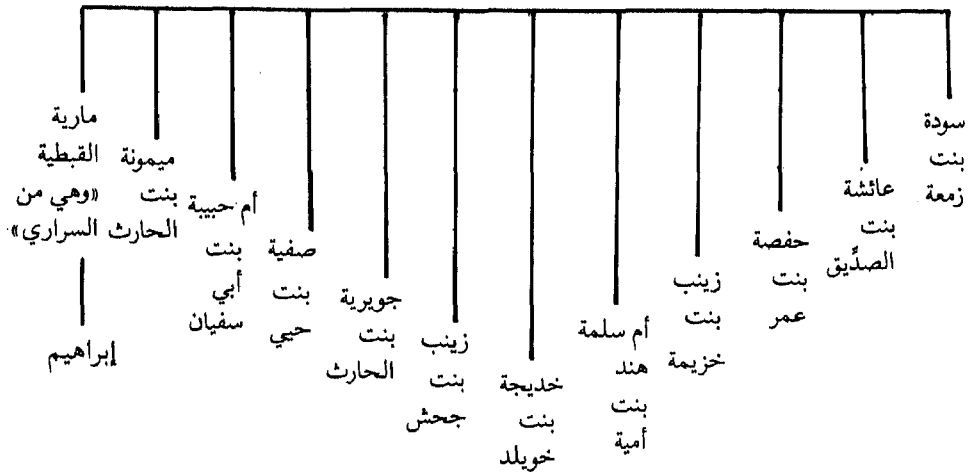 سودة
بنت
زمعة
عائشة
بنت
الصدِّيق
حفصة
بنت
عمر
زينب
بنت
خزيمة
أم سلمة
هند
بنت
أمية
خديجة
بنت
خويلد
زينب
بنت
جحش
جويرية
بنت
الحارث
صفية
بنت
حيي
أم حبيبة
بنت
أبي
سفيان
ميمونة
بنت
الحارث
مارية
القبطية
«وهي من
السراري»
إبراهيم